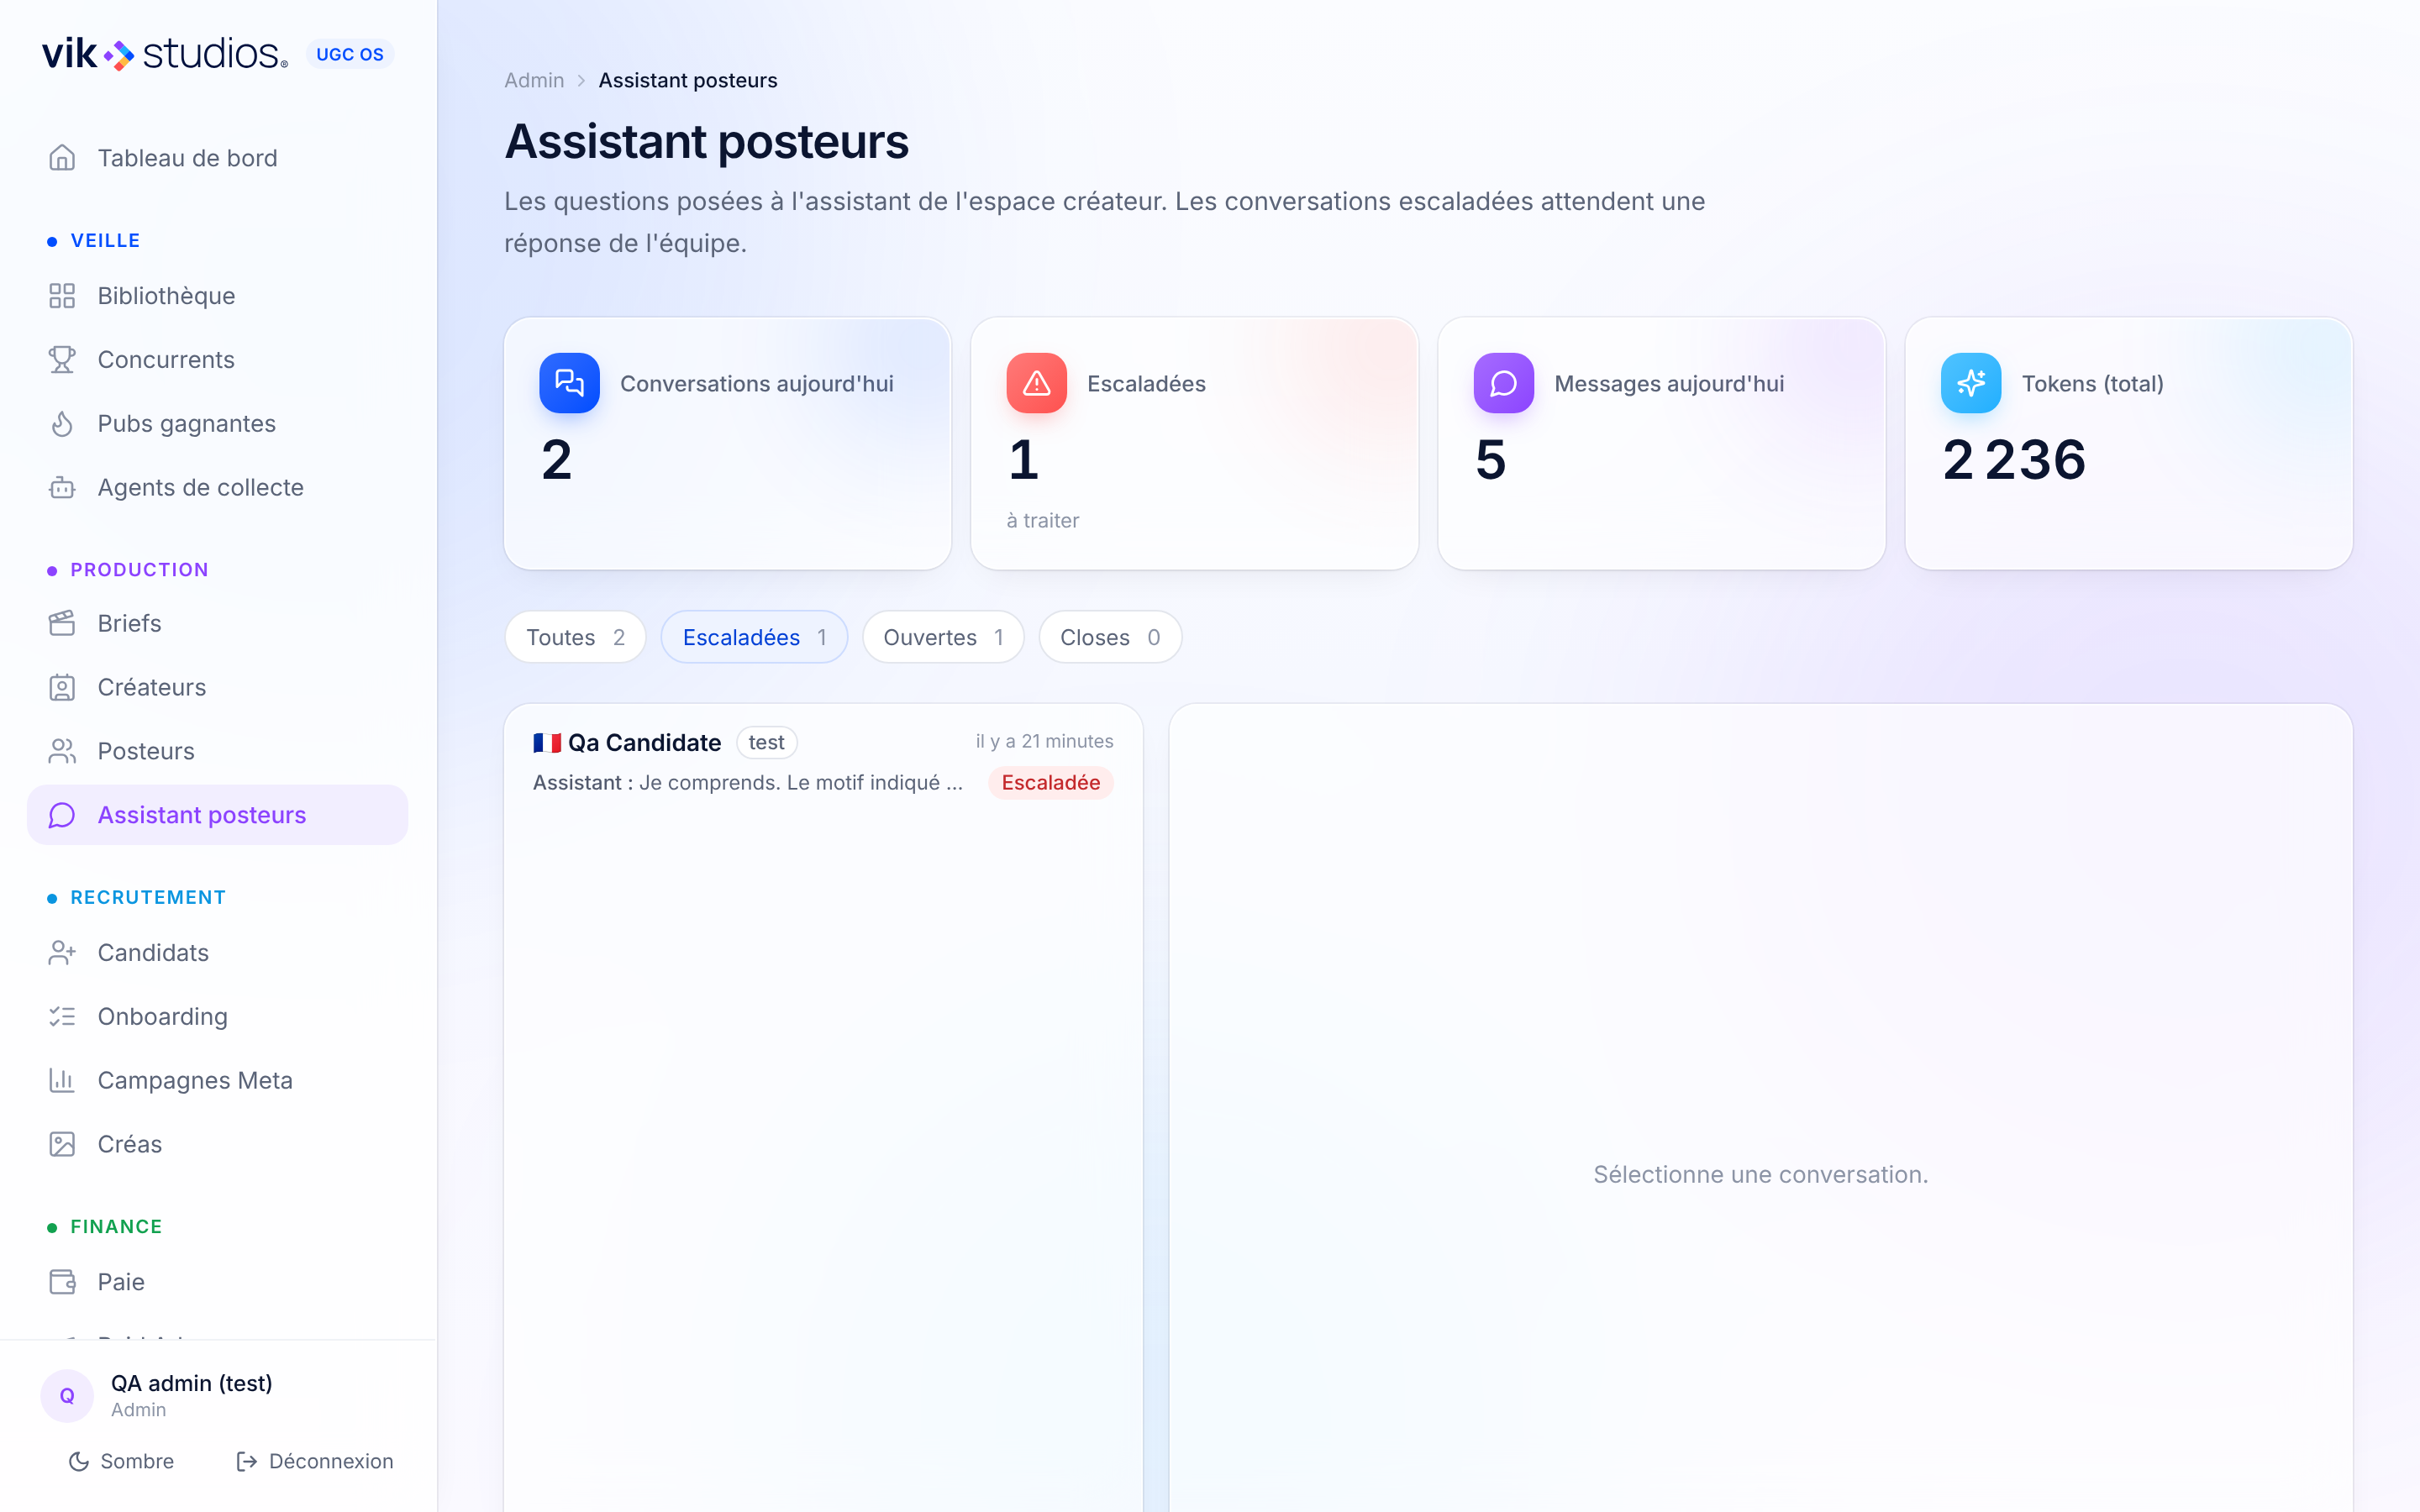 vik studios.®
UGC OS
Tableau de bord
VEILLE
Bibliothèque
Concurrents
Pubs gagnantes
Agents de collecte
PRODUCTION
Briefs
Créateurs
Posteurs
Assistant posteurs
RECRUTEMENT
Candidats
Onboarding
Campagnes Meta
Créas
FINANCE
Paie
QA admin (test)
Q
Admin
Sombre
Déconnexion
Admin > Assistant posteurs
Assistant posteurs
Les questions posées à l'assistant de l'espace créateur. Les conversations escaladées attendent une
réponse de l'équipe.
Conversations aujourd'hui
2
Escaladées
1
à traiter
Messages aujourd'hui
5
Tokens (total)
2 236
Toutes 2
Escaladées 1
Ouvertes 1
Closes 0
Qa Candidate test il y a 21 minutes
Assistant : Je comprends. Le motif indiqué ... Escaladée
Sélectionne une conversation.